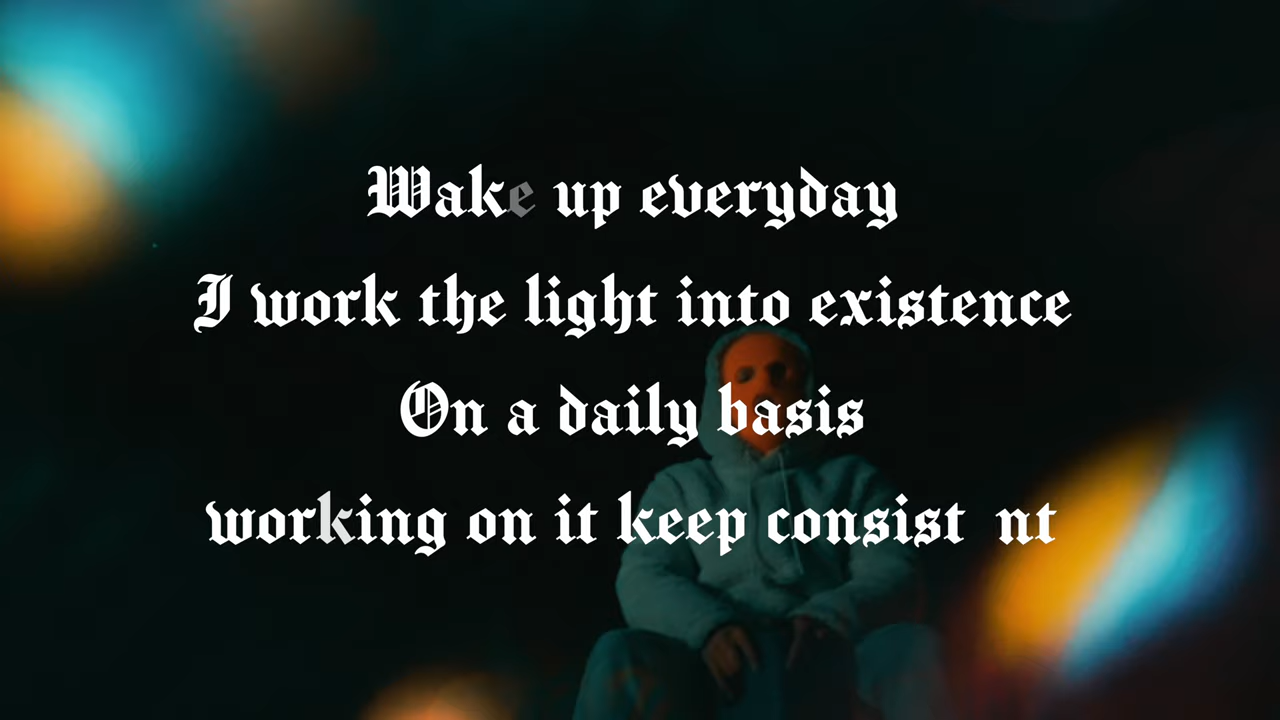 Wake up everyday
I work the light into existence
On a daily basis
working on it keep consist nt